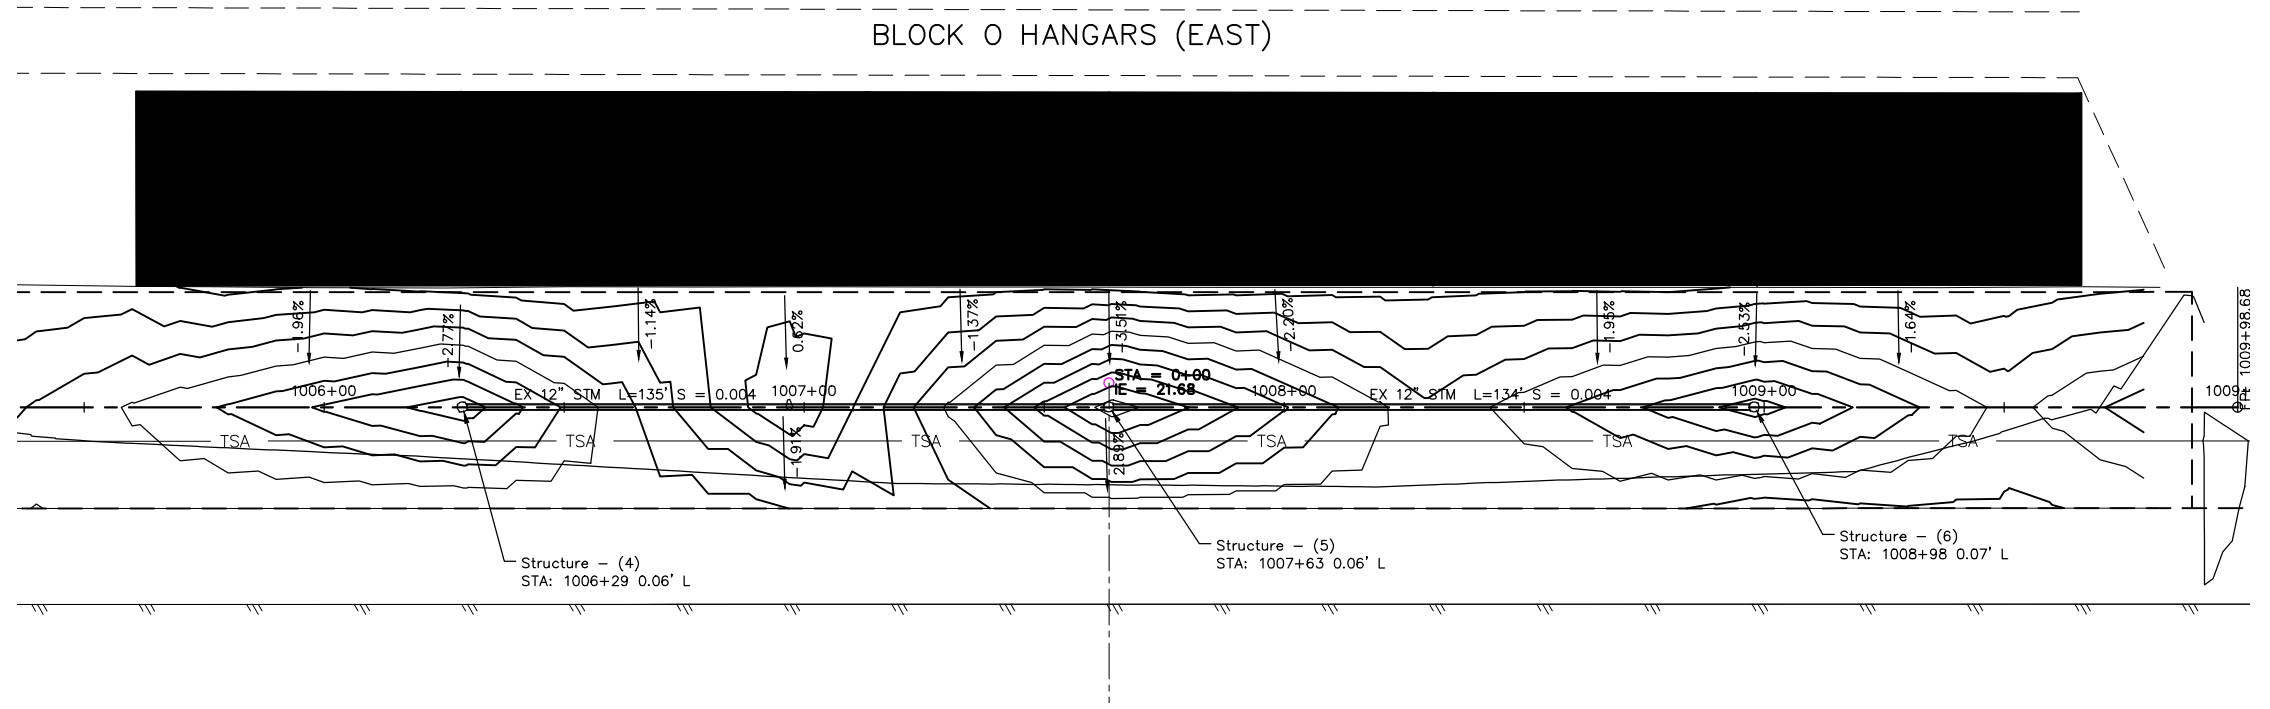 BLOCK O HANGARS (EAST)
-1.96%
-2.77%
-1.14%
0.62%
-1.37%
-3.51%
-2.20%
-1.95%
-2.53%
-1.64%
1009+98.68
STA = 0+00
IE = 21.68
1006+00
EX 12" STM L=135' S = 0.004
1007+00
1008+00
EX 12" STM L=134' S = 0.004
1009+00
1009+
TSA
TSA
TSA
TSA
TSA
TSA
-1.91%
2.89%
Structure - (4)
STA: 1006+29 0.06' L
Structure - (5)
STA: 1007+63 0.06' L
Structure - (6)
STA: 1008+98 0.07' L